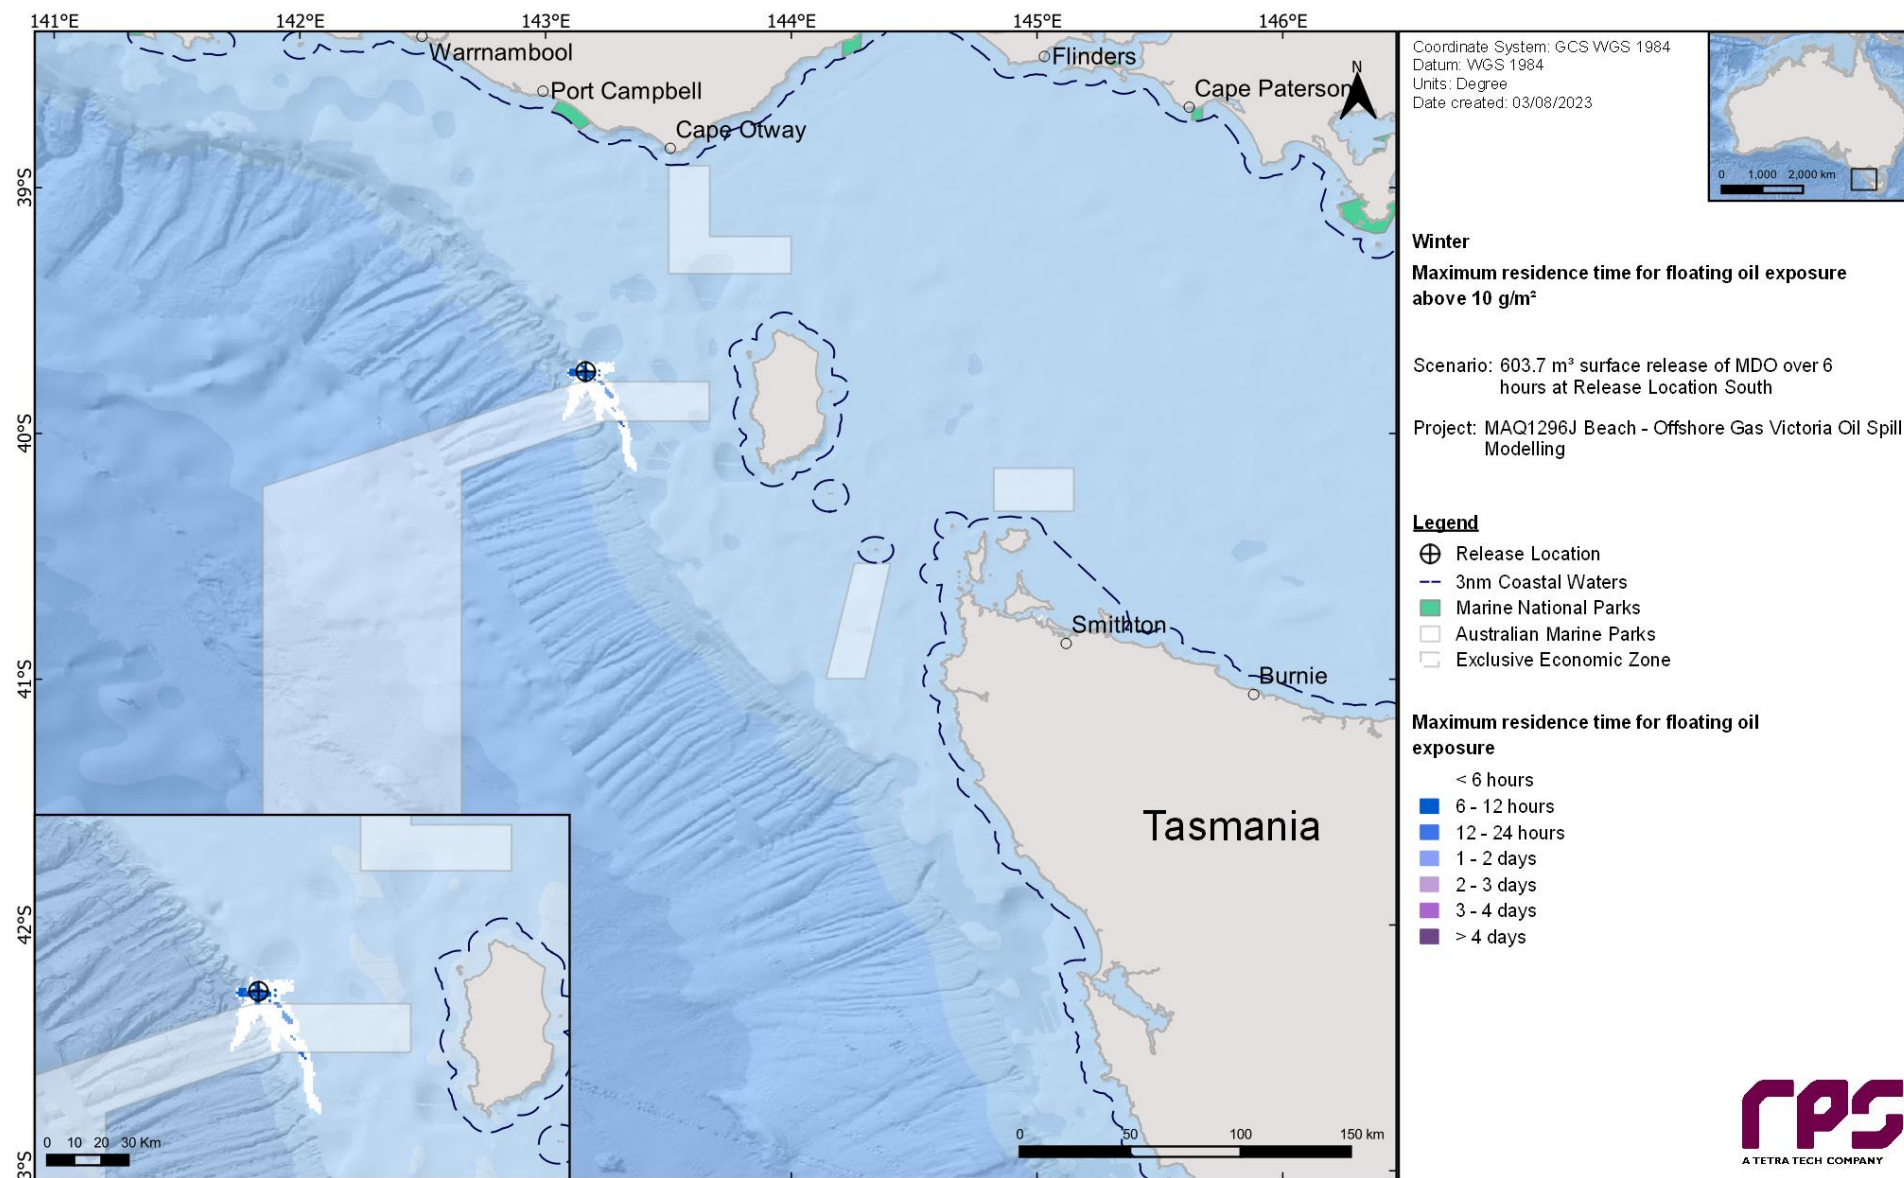 141°E
142°E
143°E
144°E
145°E
146°E
39°S
40°S
41°S
42°S
43°S
Warrnambool
Port Campbell
Cape Otway
Flinders
Cape Paterson
N
Smithton
Burnie
Tasmania
0 10 20 30 Km
0 50 100 150 km
Coordinate System: GCS WGS 1984
Datum: WGS 1984
Units: Degree
Date created: 03/08/2023
0 1,000 2,000 km
Winter
Maximum residence time for floating oil exposure
above 10 g/m²
Scenario: 603.7 m³ surface release of MDO over 6
hours at Release Location South
Project: MAQ1296J Beach - Offshore Gas Victoria Oil Spill
Modelling
Legend
Release Location
3nm Coastal Waters
Marine National Parks
Australian Marine Parks
Exclusive Economic Zone
Maximum residence time for floating oil
exposure
< 6 hours
6 - 12 hours
12 - 24 hours
1 - 2 days
2 - 3 days
3 - 4 days
> 4 days
rps
A TETRA TECH COMPANY